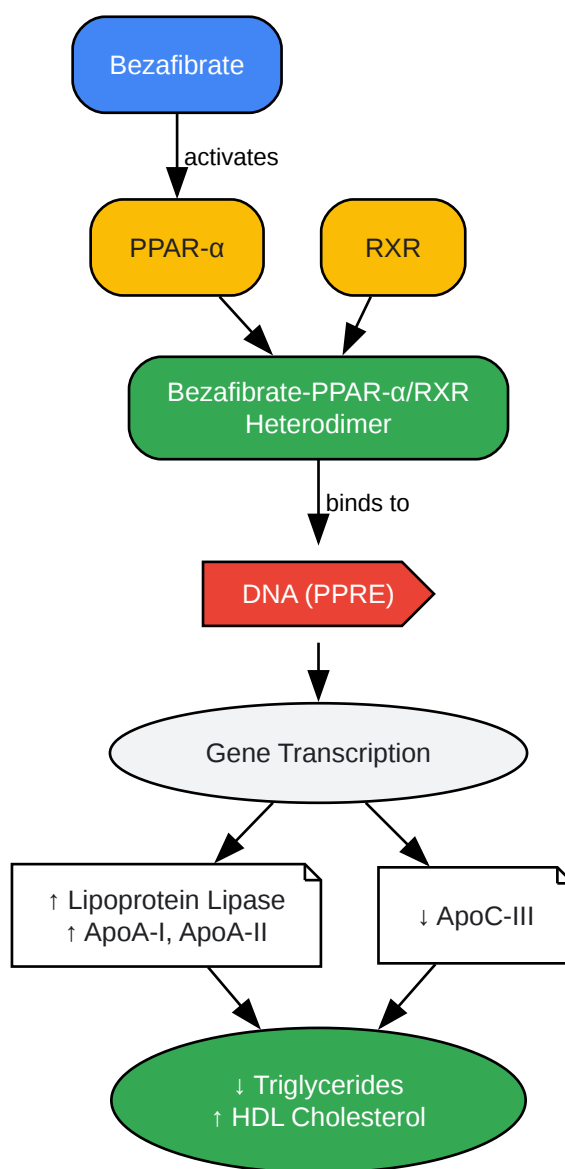 Bezafibrate
activates
PPAR-α
RXR
Bezafibrate-PPAR-α/RXR
Heterodimer
binds to
DNA (PPRE)
Gene Transcription
↑ Lipoprotein Lipase
↑ ApoA-I, ApoA-II
↓ ApoC-III
↓ Triglycerides
↑ HDL Cholesterol